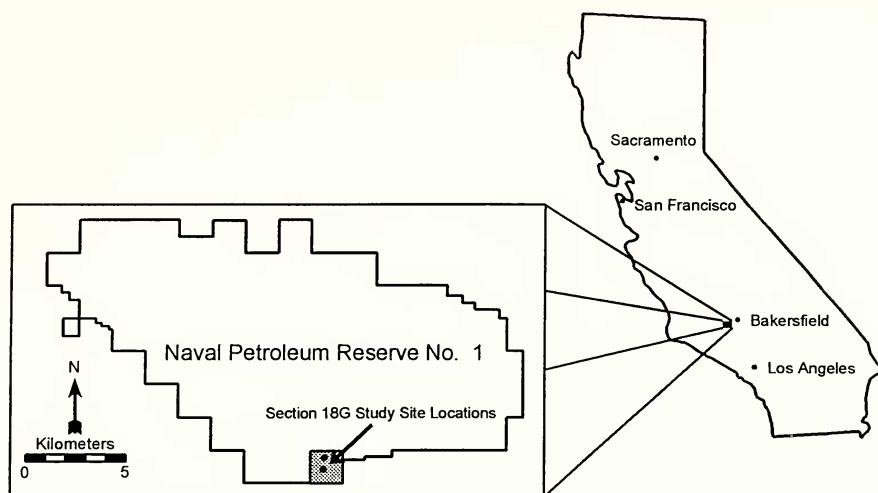 Sacramento
San Francisco
Bakersfield
Los Angeles
Naval Petroleum Reserve No. 1
Section 18G Study Site Locations
N
Kilometers
0 5